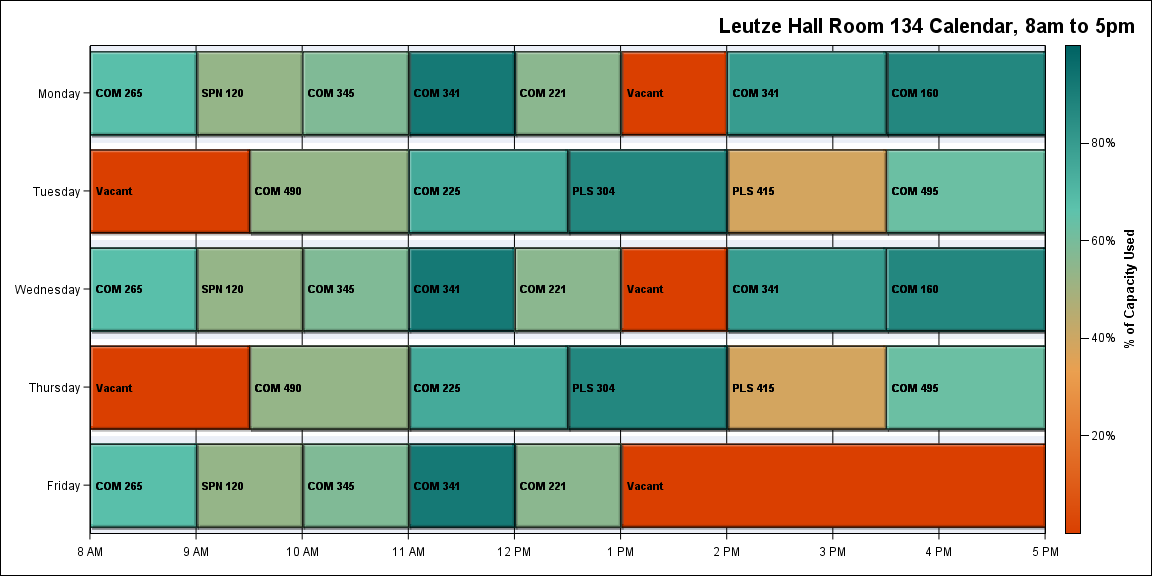 Leutze Hall Room 134 Calendar, 8am to 5pm
Monday
COM 265
SPN 120
COM 345
COM 341
COM 221
Vacant
COM 341
COM 160
Tuesday
Vacant
COM 490
COM 225
PLS 304
PLS 415
COM 495
Wednesday
COM 265
SPN 120
COM 345
COM 341
COM 221
Vacant
COM 341
COM 160
Thursday
Vacant
COM 490
COM 225
PLS 304
PLS 415
COM 495
Friday
COM 265
SPN 120
COM 345
COM 341
COM 221
Vacant
8 AM
9 AM
10 AM
11 AM
12 PM
1 PM
2 PM
3 PM
4 PM
5 PM
80%
60%
40%
20%
% of Capacity Used